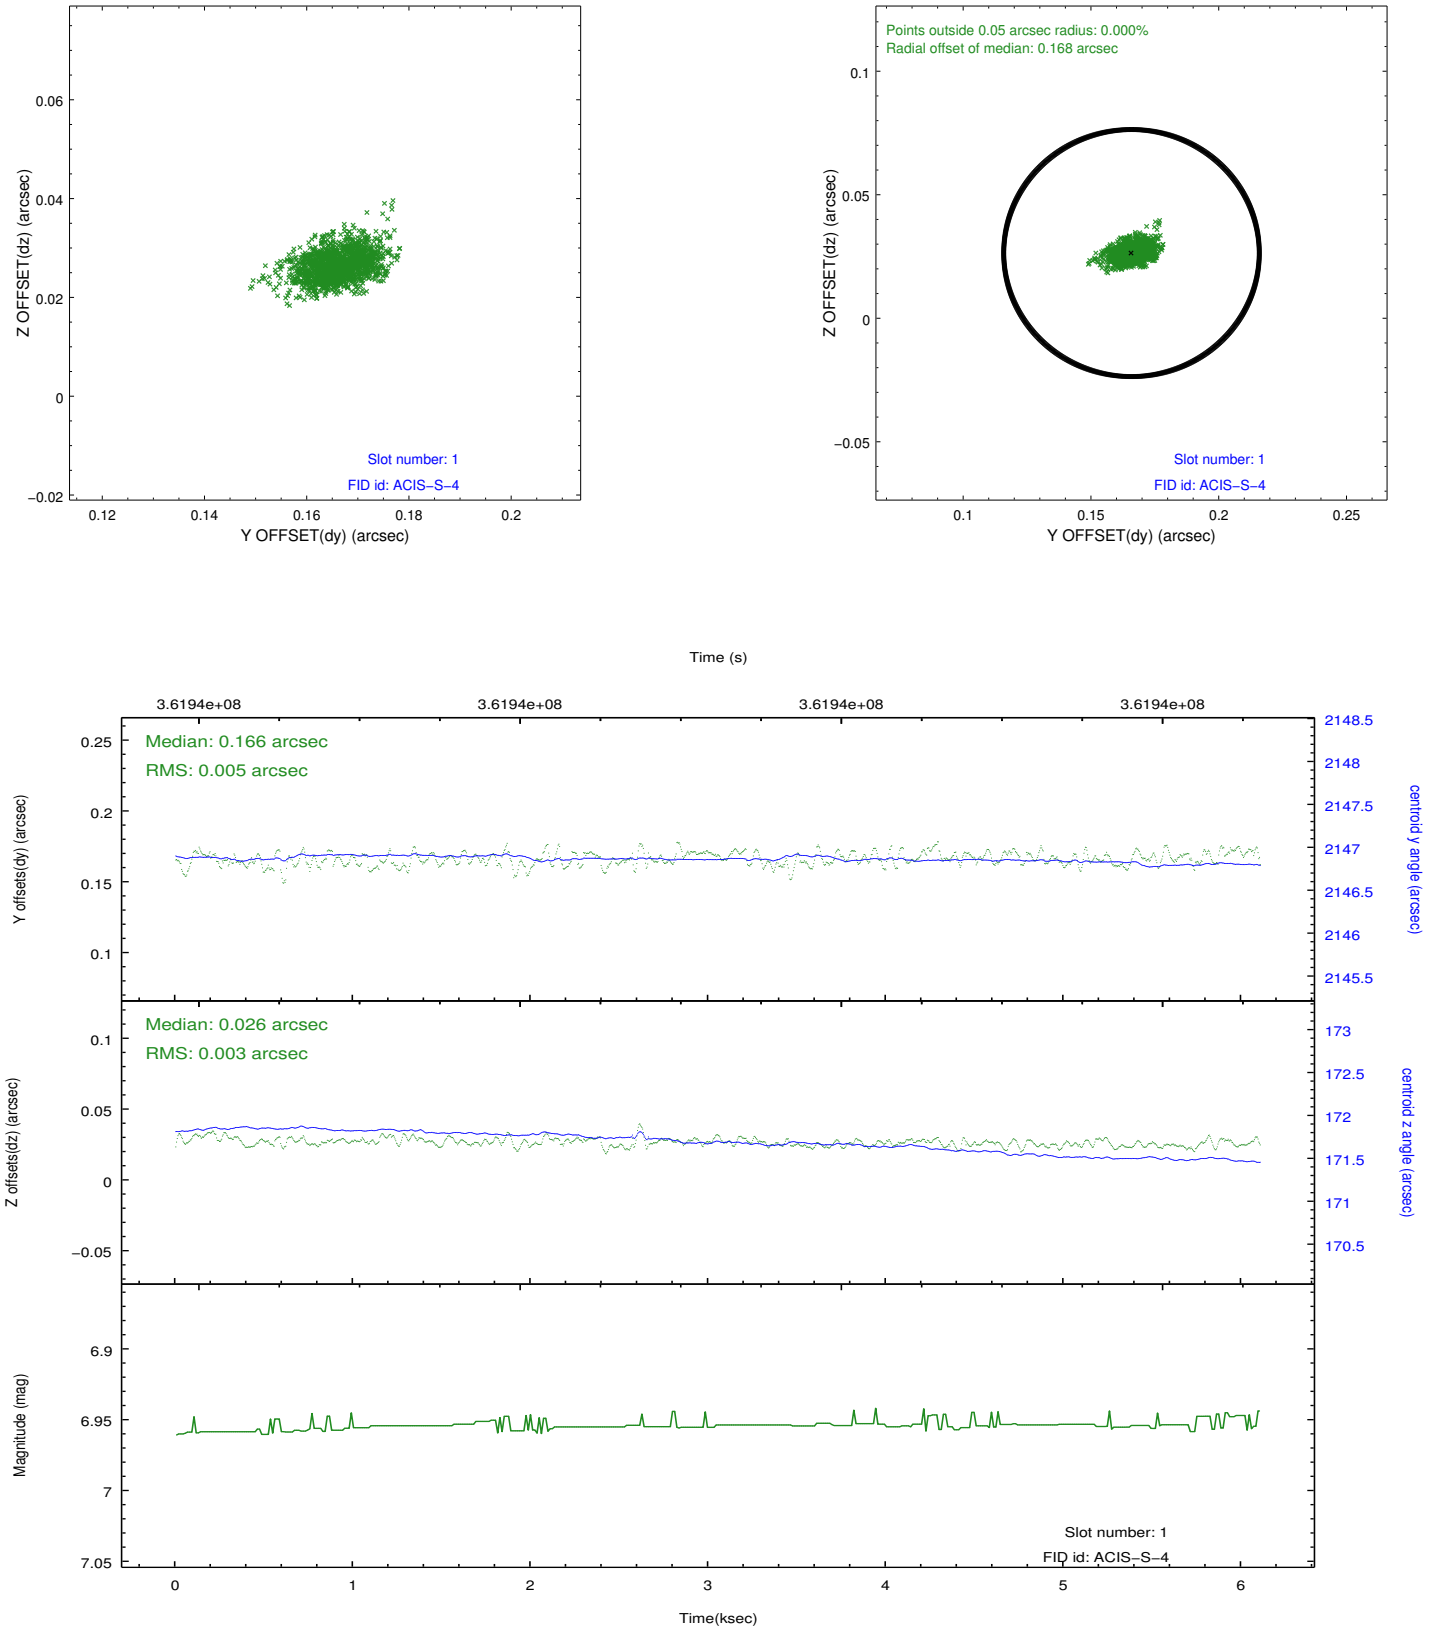 0.06
0.04
0.02
0
−0.02
Z OFFSET(dz) (arcsec)
Slot number: 1
FID id: ACIS−S−4
0.12 0.14 0.16 0.18 0.2
Y OFFSET(dy) (arcsec)
Points outside 0.05 arcsec radius: 0.000%
Radial offset of median: 0.168 arcsec
0.1
0.05
0
−0.05
Z OFFSET(dz) (arcsec)
Slot number: 1
FID id: ACIS−S−4
0.1 0.15 0.2 0.25
Y OFFSET(dy) (arcsec)
Time (s)
3.6194e+08 3.6194e+08 3.6194e+08 3.6194e+08
Median: 0.166 arcsec
RMS: 0.005 arcsec
0.25
0.2
0.15
0.1
Y offsets(dy) (arcsec)
2148.5
2148
2147.5
2147
2146.5
2146
2145.5
centroid y angle (arcsec)
Median: 0.026 arcsec
RMS: 0.003 arcsec
0.1
0.05
0
−0.05
Z offsets(dz) (arcsec)
173
172.5
172
171.5
171
170.5
centroid z angle (arcsec)
6.9
6.95
7
7.05
Magnitude (mag)
Slot number: 1
FID id: ACIS−S−4
0 1 2 3 4 5 6
Time(ksec)